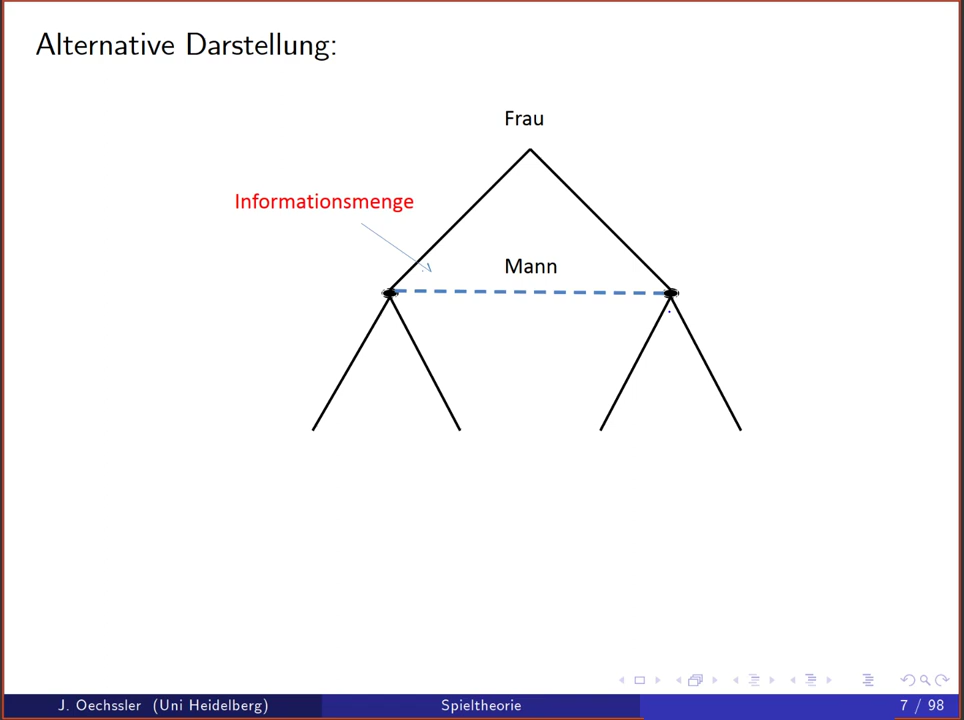 Alternative Darstellung:
Frau
Informationsmenge
Mann
J. Oechssler (Uni Heidelberg)
Spieltheorie
7 / 98